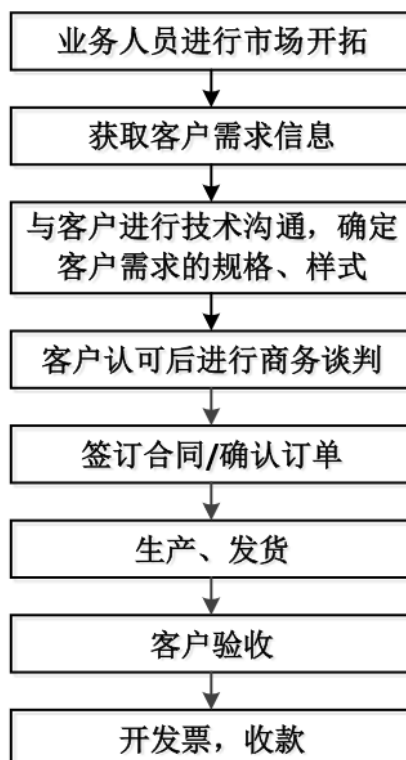 业务人员进行市场开拓
获取客户需求信息
与客户进行技术沟通，确定
客户需求的规格、样式
客户认可后进行商务谈判
签订合同/确认订单
生产、发货
客户验收
开发票，收款